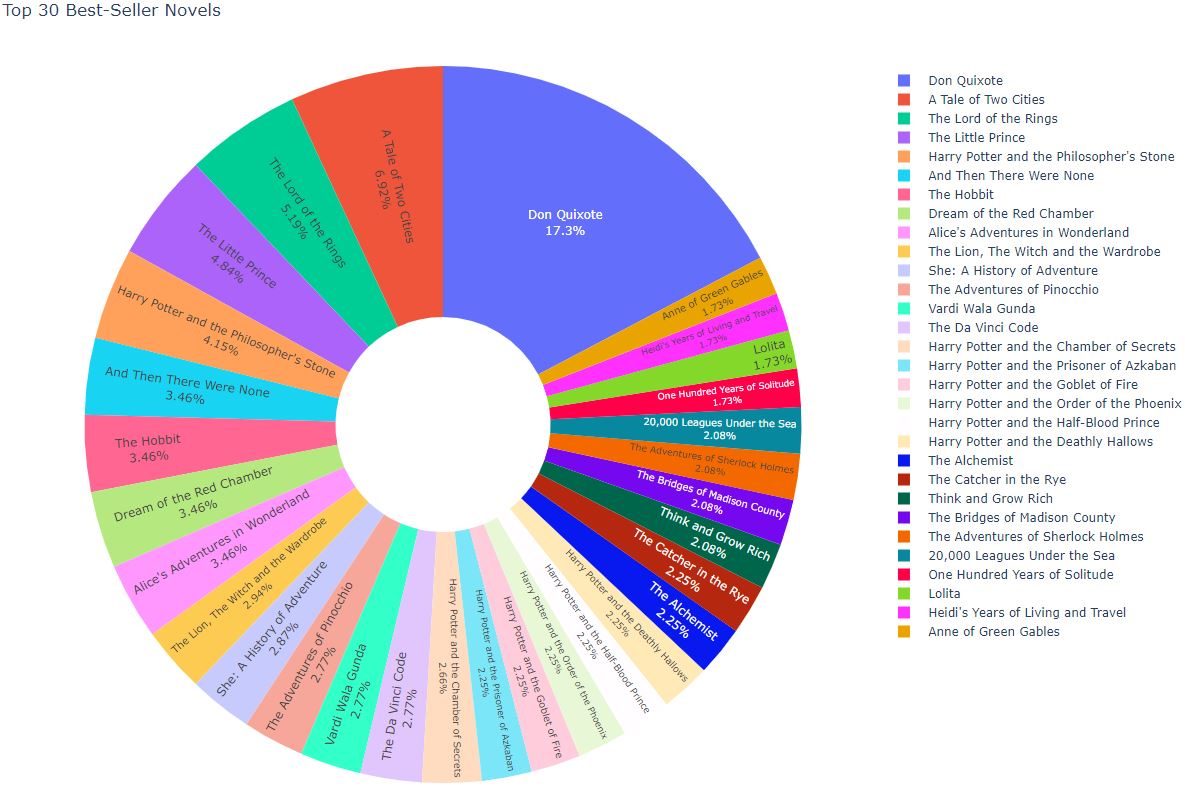 Top 30 Best-Seller Novels
Don Quixote
17.3%
A Tale of Two Cities
6.92%
The Lord of the Rings
5.19%
The Little Prince
4.84%
Harry Potter and the Philosopher's Stone
4.15%
And Then There Were None
3.46%
The Hobbit
3.46%
Dream of the Red Chamber
3.46%
Alice's Adventures in Wonderland
3.46%
The Lion, The Witch and the Wardrobe
2.94%
She: A History of Adventure
2.87%
The Adventures of Pinocchio
2.77%
Vardi Wala Gunda
2.77%
The Da Vinci Code
2.77%
Harry Potter and the Chamber of Secrets
2.66%
Harry Potter and the Prisoner of Azkaban
2.25%
Harry Potter and the Goblet of Fire
2.25%
Harry Potter and the Order of the Phoenix
2.25%
Harry Potter and the Half-Blood Prince
2.25%
Harry Potter and the Deathly Hallows
2.25%
The Alchemist
2.25%
The Catcher in the Rye
2.25%
Think and Grow Rich
2.08%
The Bridges of Madison County
2.08%
The Adventures of Sherlock Holmes
2.08%
20,000 Leagues Under the Sea
2.08%
One Hundred Years of Solitude
1.73%
Lolita
1.73%
Heidi's Years of Living and Travel
1.73%
Anne of Green Gables
1.73%
Don Quixote
A Tale of Two Cities
The Lord of the Rings
The Little Prince
Harry Potter and the Philosopher's Stone
And Then There Were None
The Hobbit
Dream of the Red Chamber
Alice's Adventures in Wonderland
The Lion, The Witch and the Wardrobe
She: A History of Adventure
The Adventures of Pinocchio
Vardi Wala Gunda
The Da Vinci Code
Harry Potter and the Chamber of Secrets
Harry Potter and the Prisoner of Azkaban
Harry Potter and the Goblet of Fire
Harry Potter and the Order of the Phoenix
Harry Potter and the Half-Blood Prince
Harry Potter and the Deathly Hallows
The Alchemist
The Catcher in the Rye
Think and Grow Rich
The Bridges of Madison County
The Adventures of Sherlock Holmes
20,000 Leagues Under the Sea
One Hundred Years of Solitude
Lolita
Heidi's Years of Living and Travel
Anne of Green Gables